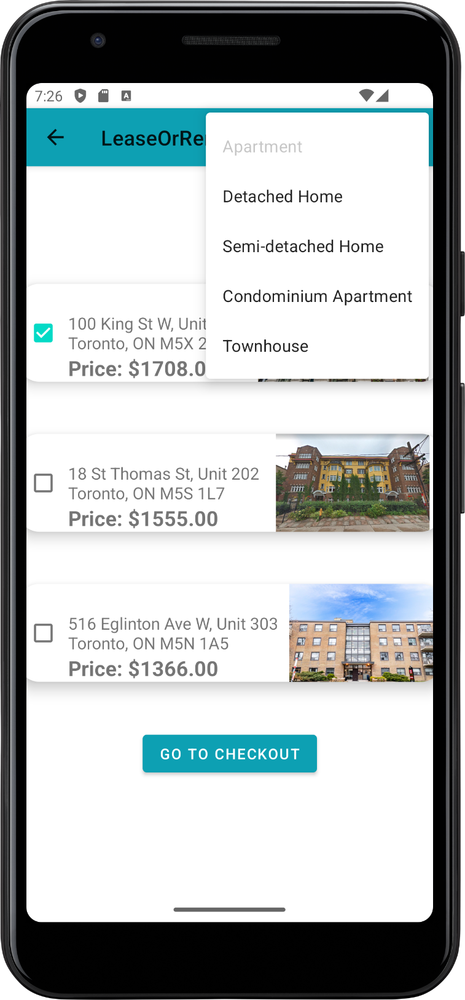 7:26
LeaseOrRe
Apartment
Detached Home
Semi-detached Home
Condominium Apartment
Townhouse
100 King St W, Unit
Toronto, ON M5X 2
Price: $1708.0
18 St Thomas St, Unit 202
Toronto, ON M5S 1L7
Price: $1555.00
516 Eglinton Ave W, Unit 303
Toronto, ON M5N 1A5
Price: $1366.00
GO TO CHECKOUT